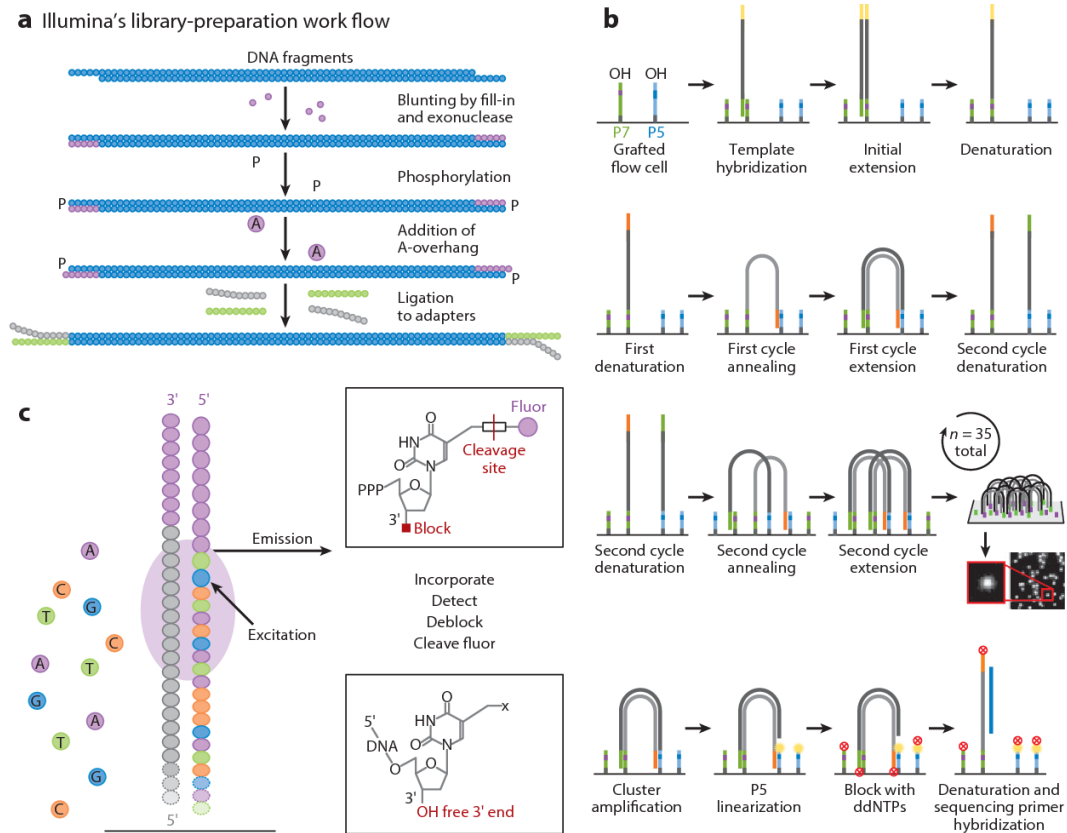 a Illumina's library-preparation work flow
DNA fragments
Blunting by fill-in
and exonuclease
P
P
Phosphorylation
P
P
A
A
Addition of
A-overhang
P
P
Ligation
to adapters
b
OH
OH
P7
P5
Grafted
flow cell
Template
hybridization
Initial
extension
Denaturation
First
denaturation
First cycle
annealing
First cycle
extension
Second cycle
denaturation
n = 35
total
Second cycle
denaturation
Second cycle
annealing
Second cycle
extension
Cluster
amplification
P5
linearization
Block with
ddNTPs
Denaturation and
sequencing primer
hybridization
c
3'
5'
A
C
G
T
C
A
T
G
A
T
G
C
5'
Emission
Excitation
Fluor
O
HN
Cleavage
site
O
N
PPP
O
3'
Block
Incorporate
Detect
Deblock
Cleave fluor
O
x
5'
HN
DNA
O
N
O
O
3'
OH free 3' end